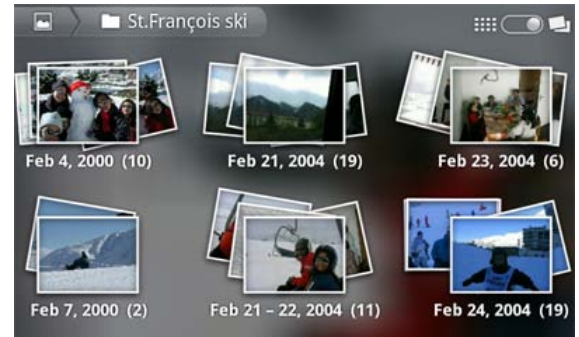 St.François ski
Feb 4, 2000 (10)
Feb 21, 2004 (19)
Feb 23, 2004 (6)
Feb 7, 2000 (2)
Feb 21 – 22, 2004 (11)
Feb 24, 2004 (19)